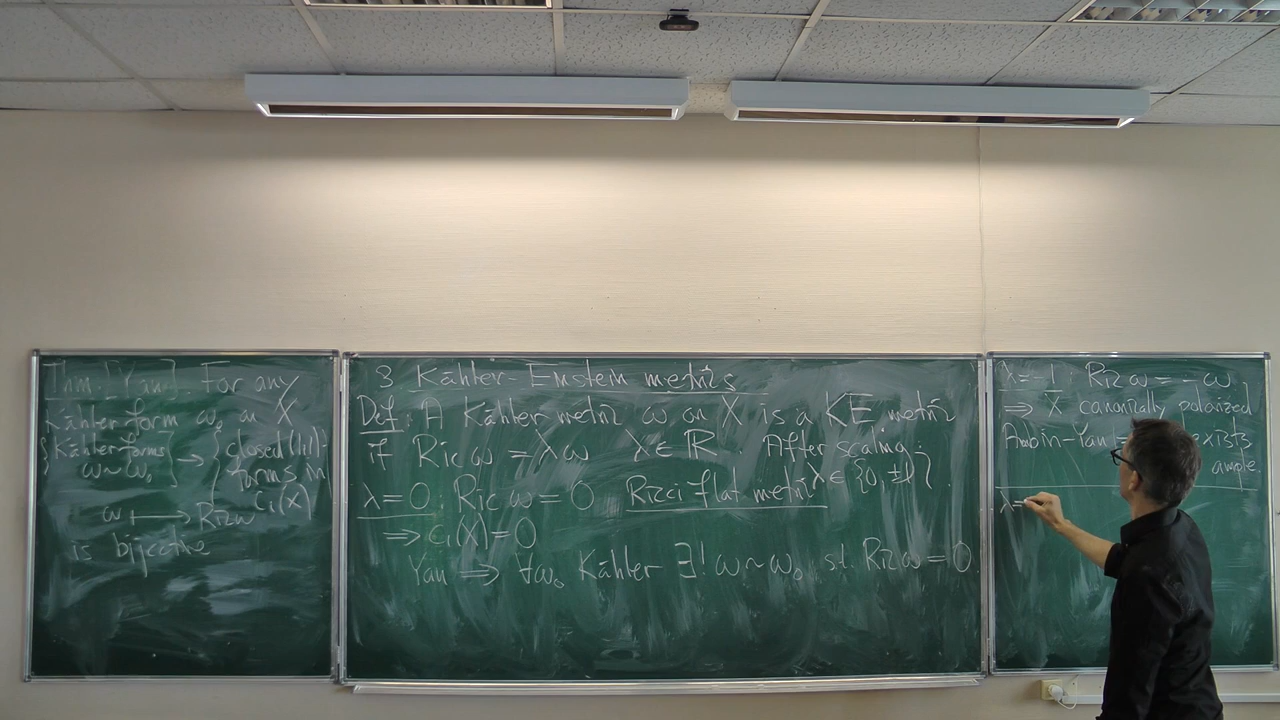 Thm. [Yau]. For any
Kähler form ω₀ on X
{Kähler forms ω~ω₀} → {closed (1,1)-forms in c₁(X)}
ω ⟼ Ric ω
is bijective
3 Kähler-Einstein metrics
Def: A Kähler metric ω on X is a KE metric
if Ric ω = λω λ∈ℝ. After scaling: λ∈{0, ±1}
λ=0 Ric ω = 0 Ricci flat metric
⇒ c₁(X)=0
Yau ⇒ ∀ω₀ Kähler ∃! ω~ω₀ s.t. Ric ω = 0
λ=-1: Ric ω = -ω
⇒ X canonically polarized
Aubin-Yau exists
ample.
λ=